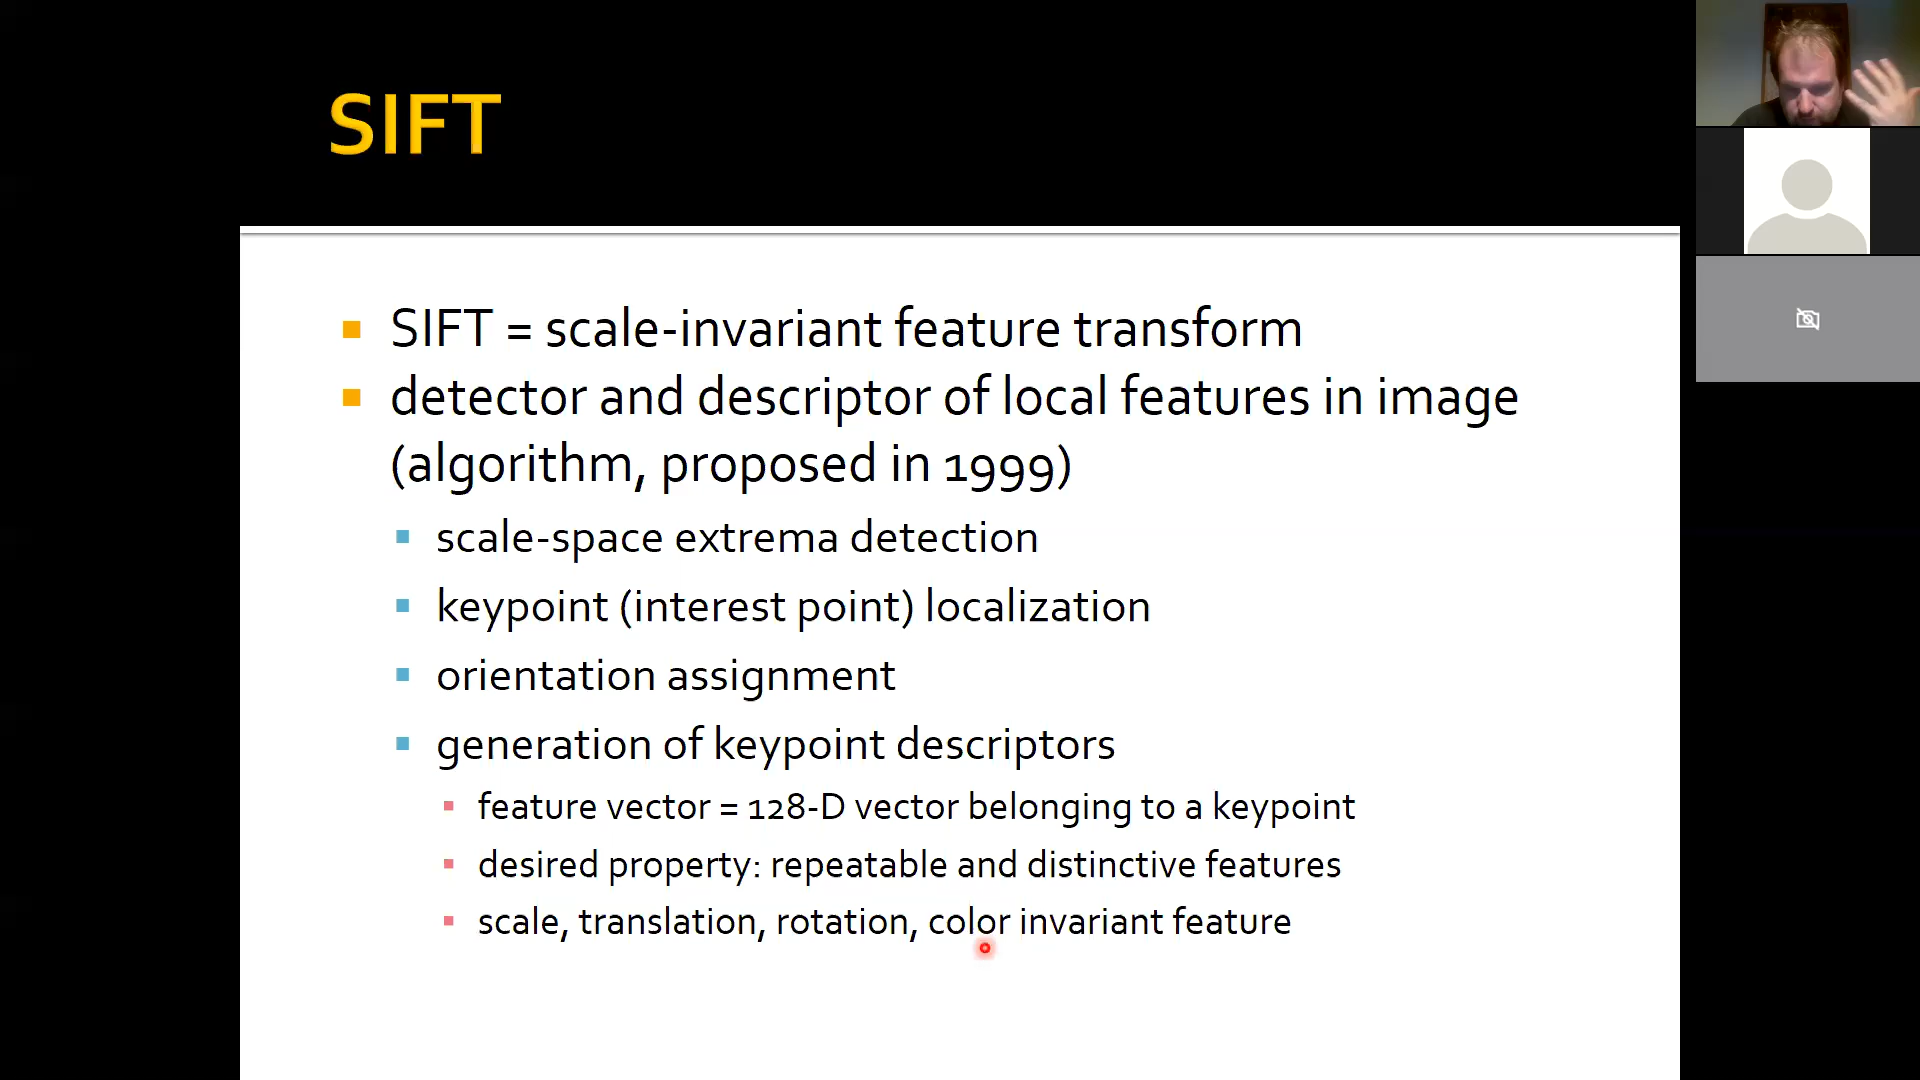 SIFT
SIFT = scale-invariant feature transform
detector and descriptor of local features in image
(algorithm, proposed in 1999)
scale-space extrema detection
keypoint (interest point) localization
orientation assignment
generation of keypoint descriptors
feature vector = 128-D vector belonging to a keypoint
desired property: repeatable and distinctive features
scale, translation, rotation, color invariant feature